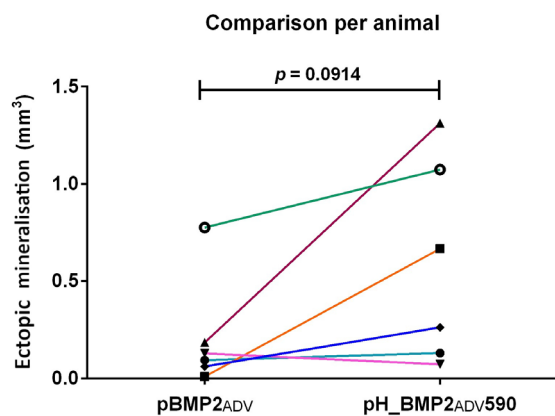 Comparison per animal
p = 0.0914
Ectopic mineralisation (mm³)
1.5
1.0
0.5
0.0
pBMP2ADV
pH_BMP2ADV590